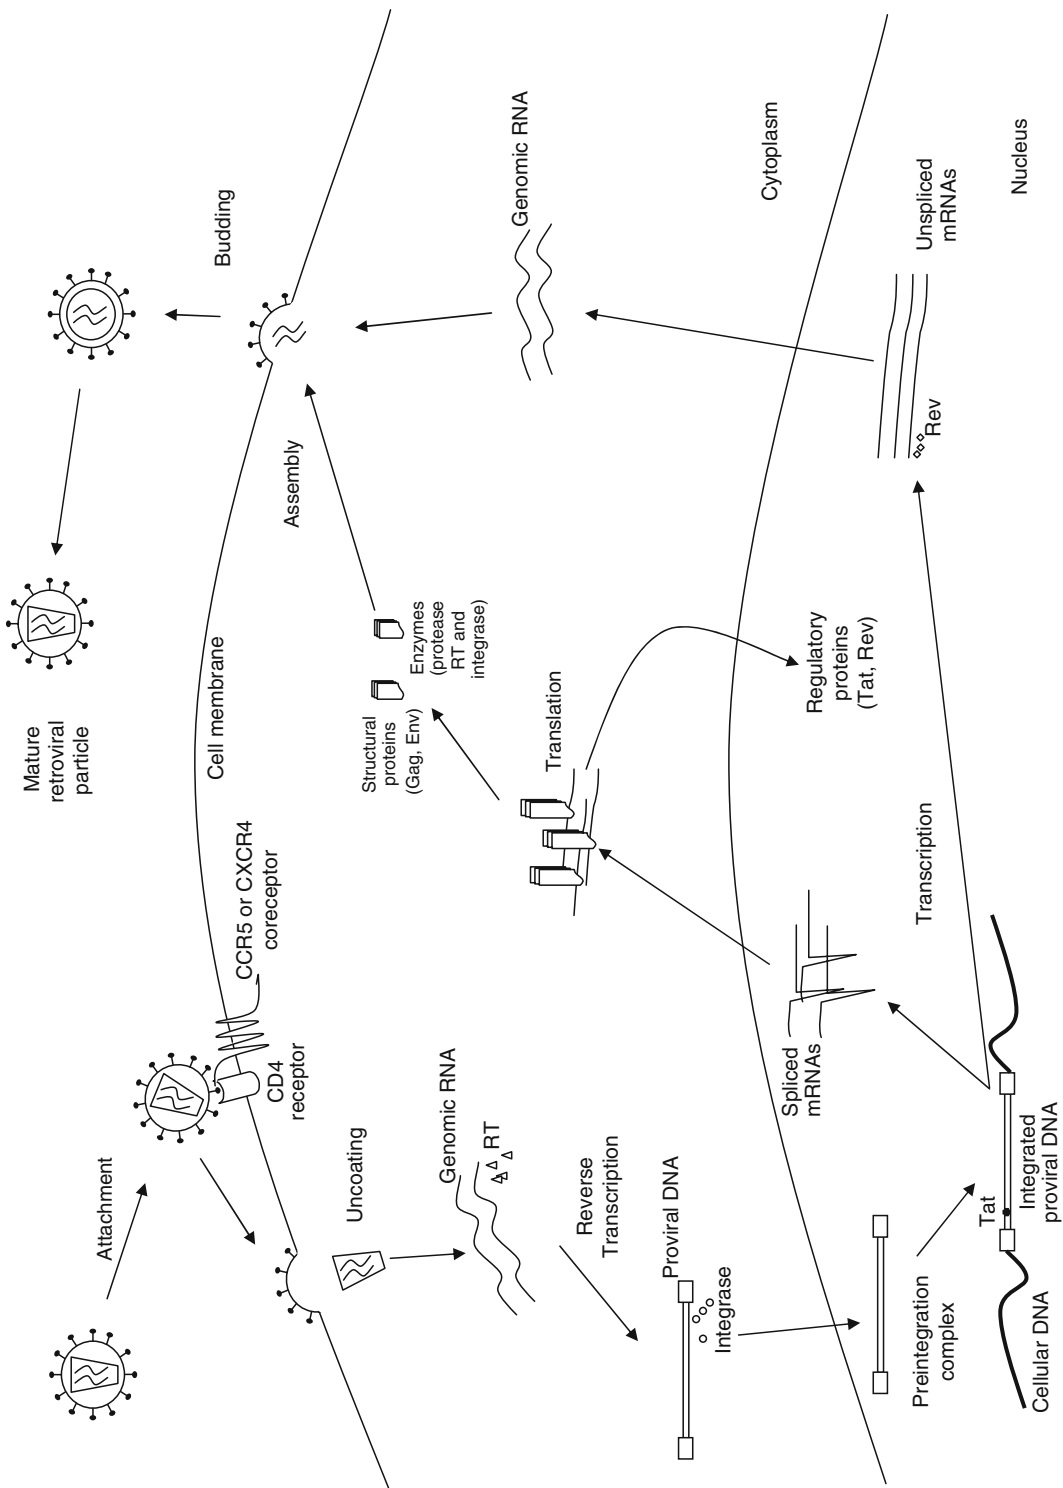 Attachment
CD4
receptor
CCR5 or CXCR4
coreceptor
Cell membrane
Mature
retroviral
particle
Uncoating
Genomic RNA
RT
Reverse
Transcription
Proviral DNA
Integrase
Preintegration
complex
Cellular DNA
Tat
Integrated
proviral DNA
Transcription
Spliced
mRNAs
Translation
Structural
proteins
(Gag, Env)
Enzymes
(protease
RT and
integrase)
Regulatory
proteins
(Tat, Rev)
Assembly
Budding
Genomic RNA
Rev
Unspliced
mRNAs
Cytoplasm
Nucleus